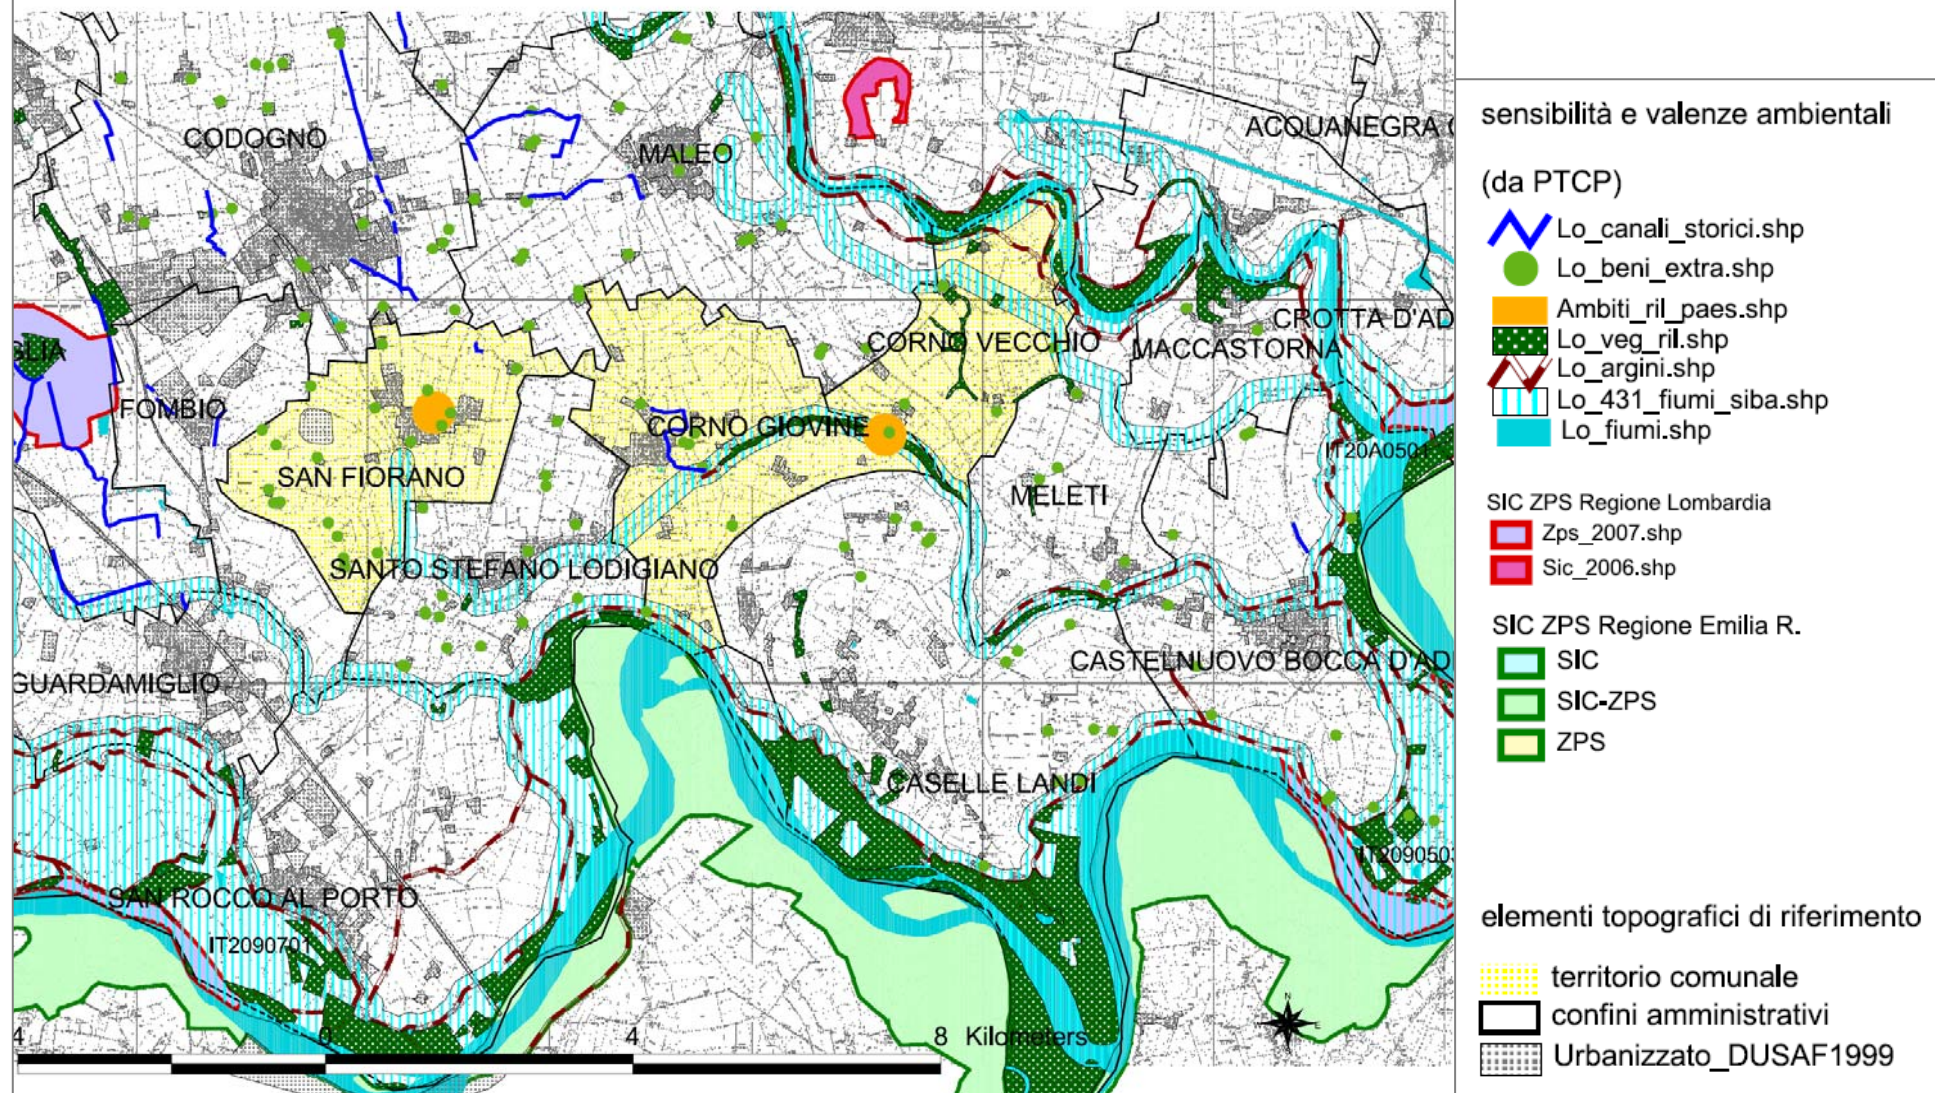 CODOGNO
MALEO
ACQUANEGRA
CORNO VECCHIO
MACCASTORNA
CROTTA D'AD
GLIA
FOMBIO
CORNO GIOVINE
IT20A0501
SAN FIORANO
MELETI
SANTO STEFANO LODIGIANO
CASTELNUOVO BOCCA D'AD
GUARDAMIGLIO
CASELLE LANDI
IT2090503
SAN ROCCO AL PORTO
IT2090701
4 0 4 8 Kilometers
N
E
sensibilità e valenze ambientali
(da PTCP)
Lo_canali_storici.shp
Lo_beni_extra.shp
Ambiti_ril_paes.shp
Lo_veg_ril.shp
Lo_argini.shp
Lo_431_fiumi_siba.shp
Lo_fiumi.shp
SIC ZPS Regione Lombardia
Zps_2007.shp
Sic_2006.shp
SIC ZPS Regione Emilia R.
SIC
SIC-ZPS
ZPS
elementi topografici di riferimento
territorio comunale
confini amministrativi
Urbanizzato_DUSAF1999